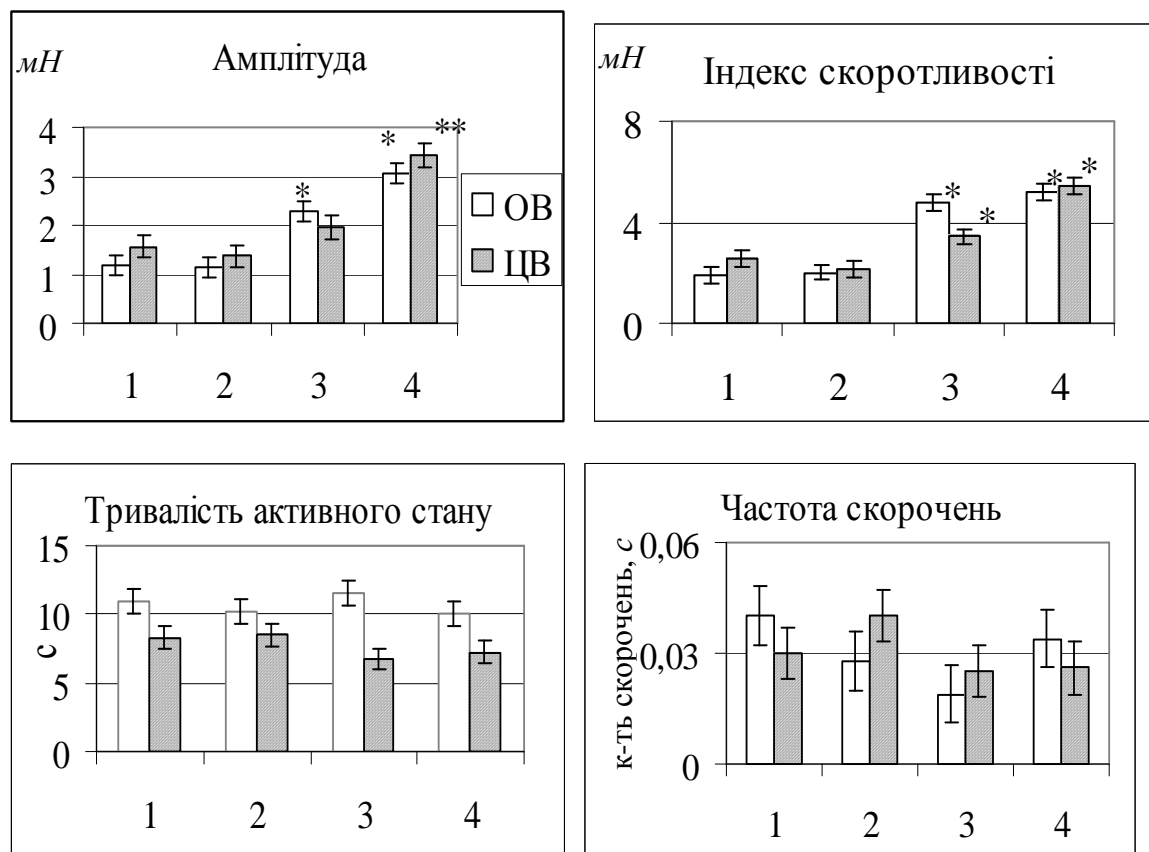 Амплітуда
мН
4
3
2
1
0
* * **
1 2 3 4
ОВ
ЦВ
Індекс скоротливості
мН
8
4
0
* * * *
1 2 3 4
Тривалість активного стану
с
15
10
5
0
1 2 3 4
Частота скорочень
к-ть скорочень, с
0,06
0,03
0
1 2 3 4